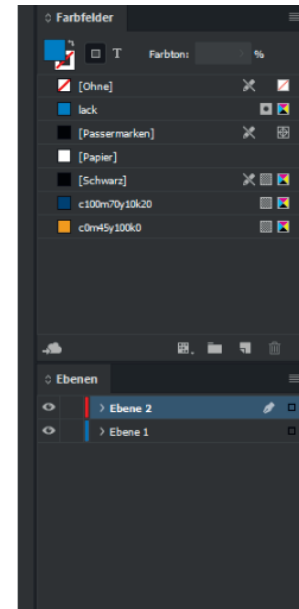 Farbfelder
T Farbton: %
[Ohne]
lack
[Passermarken]
[Papier]
[Schwarz]
c100m70y10k20
c0m45y100k0
Ebenen
Ebene 2
Ebene 1